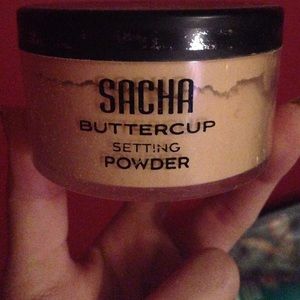 SACHA
BUTTERCUP
SETTING
POWDER